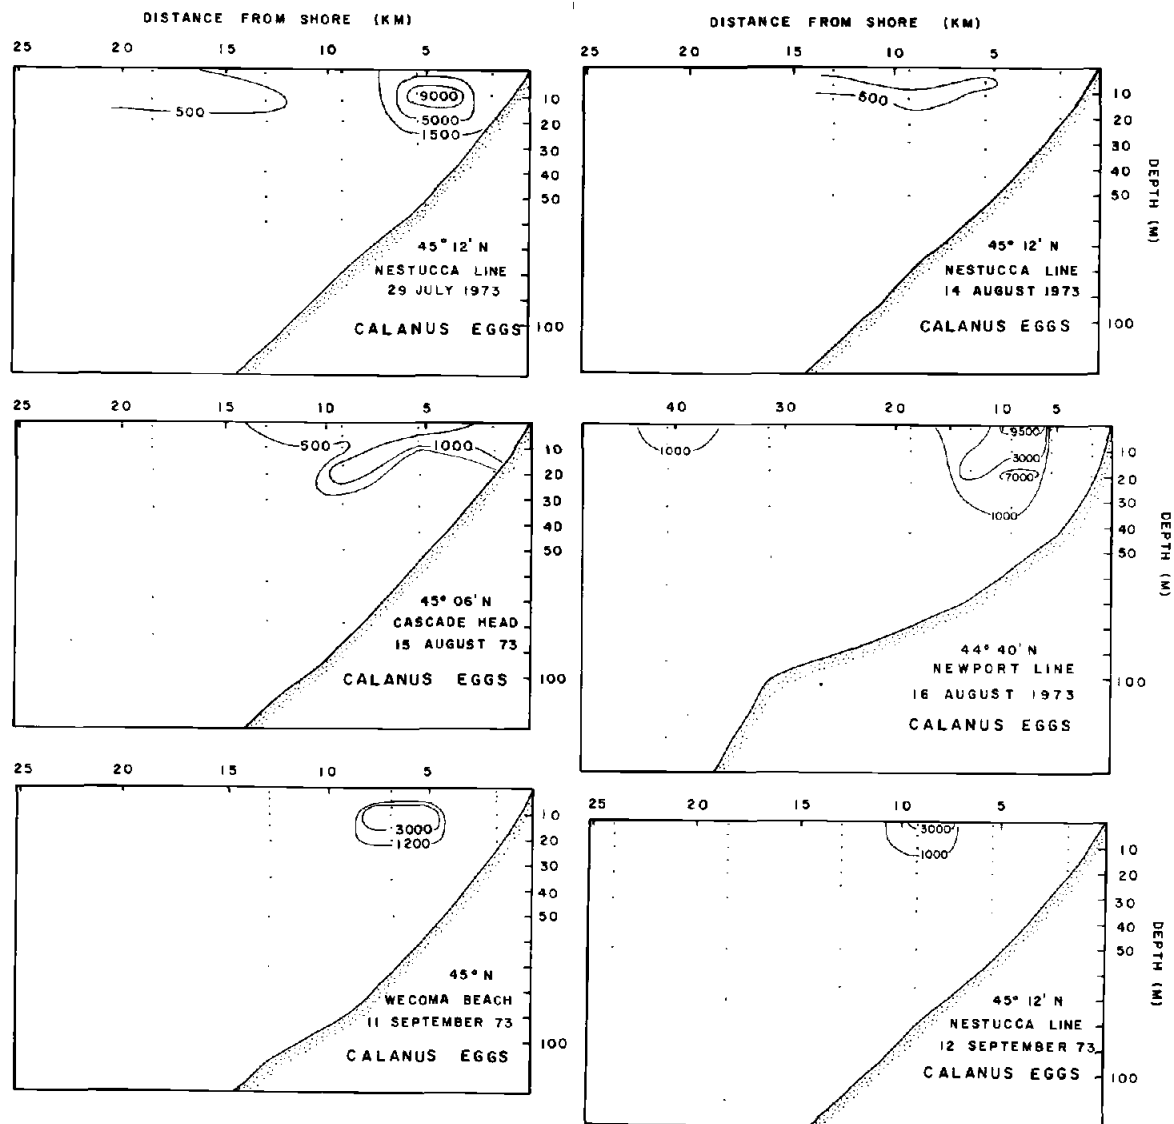 DISTANCE FROM SHORE (KM)
25 20 15 10 5
500
9000
5000
1500
10
20
30
40
50
100
45° 12' N
NESTUCCA LINE
29 JULY 1973
CALANUS EGGS
DISTANCE FROM SHORE (KM)
25 20 15 10 5
500
10
20
30
40
50
100
DEPTH (M)
45° 12' N
NESTUCCA LINE
14 AUGUST 1973
CALANUS EGGS
25 20 15 10 5
500
1000
10
20
30
40
50
100
45° 06' N
CASCADE HEAD
15 AUGUST 73
CALANUS EGGS
40 30 20 10 5
1000
9500
3000
7000
1000
10
20
30
40
50
100
DEPTH (M)
44° 40' N
NEWPORT LINE
16 AUGUST 1973
CALANUS EGGS
25 20 15 10 5
3000
1200
10
20
30
40
50
100
45° N
WECOMA BEACH
11 SEPTEMBER 73
CALANUS EGGS
25 20 15 10 5
3000
1000
10
20
30
40
50
100
DEPTH (M)
45° 12' N
NESTUCCA LINE
12 SEPTEMBER 73
CALANUS EGGS